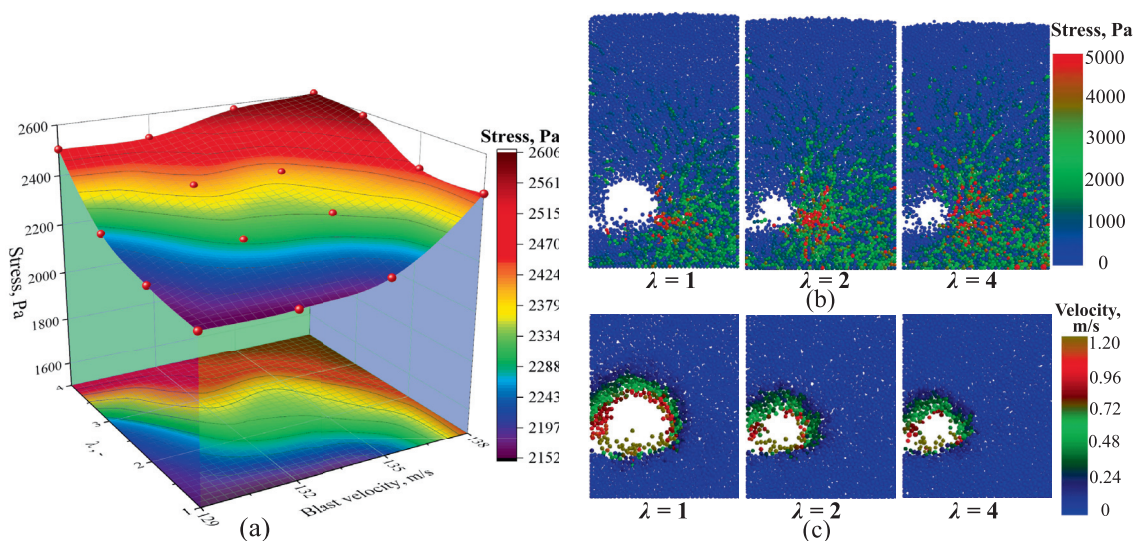 Stress, Pa
2600
2400
2200
2000
1800
1600
Stress, Pa
4
3
2
1
λ, -
129
132
135
138
Blast velocity, m/s
2606
2561
2515
2470
2424
2379
2334
2288
2243
2197
2152
(a)
Stress, Pa
5000
4000
3000
2000
1000
0
λ = 1
λ = 2
λ = 4
(b)
Velocity,
m/s
1.20
0.96
0.72
0.48
0.24
0
λ = 1
λ = 2
λ = 4
(c)